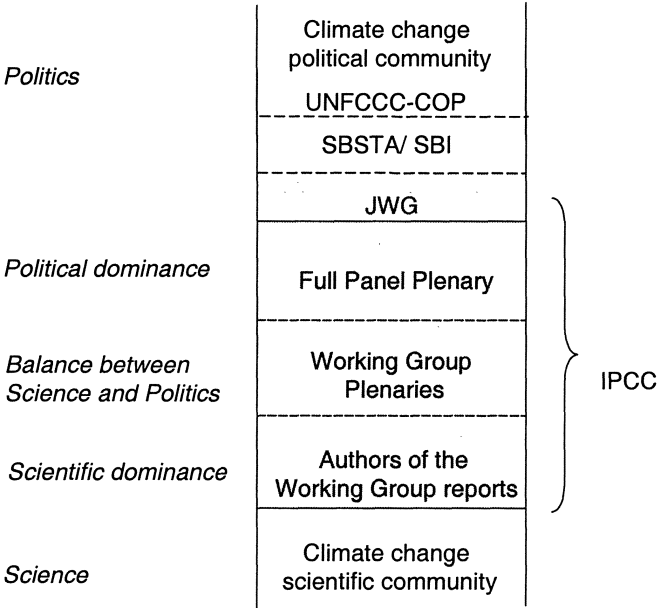 Climate change
political community
Politics
UNFCCC-COP
SBSTA/ SBI
JWG
Political dominance
Full Panel Plenary
Balance between
Science and Politics
Working Group
Plenaries
IPCC
Scientific dominance
Authors of the
Working Group reports
Science
Climate change
scientific community